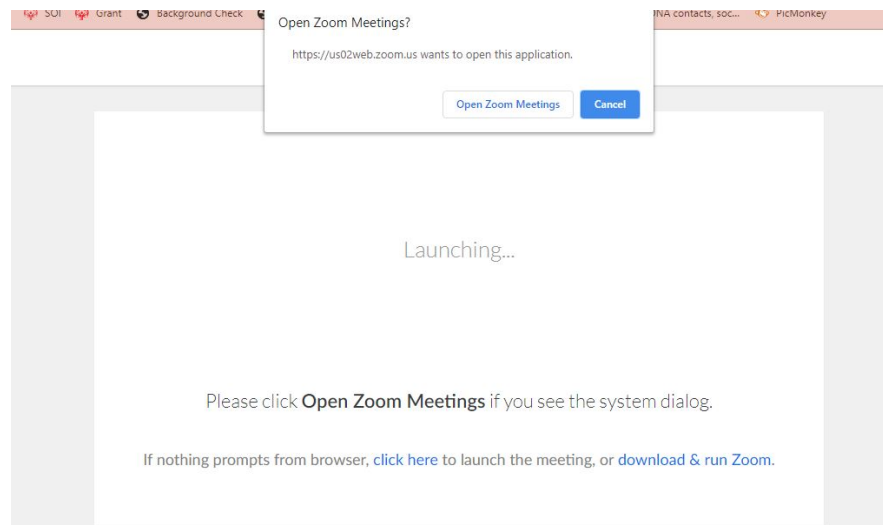 SOI Grant Background Check NA contacts, soc... PicMonkey
Open Zoom Meetings?
https://us02web.zoom.us wants to open this application.
Open Zoom Meetings Cancel
Launching...
Please click Open Zoom Meetings if you see the system dialog.
If nothing prompts from browser, click here to launch the meeting, or download & run Zoom.